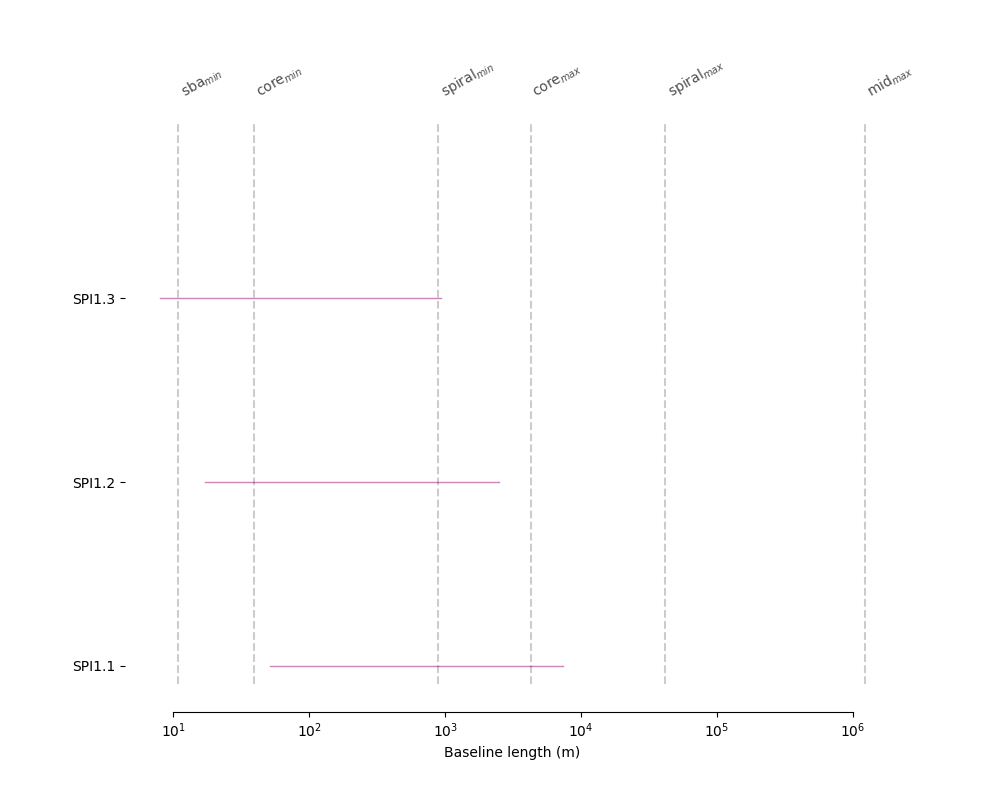 sba_min core_min spiral_min core_max spiral_max mid_max
SPI1.3
SPI1.2
SPI1.1
10^1 10^2 10^3 10^4 10^5 10^6
Baseline length (m)